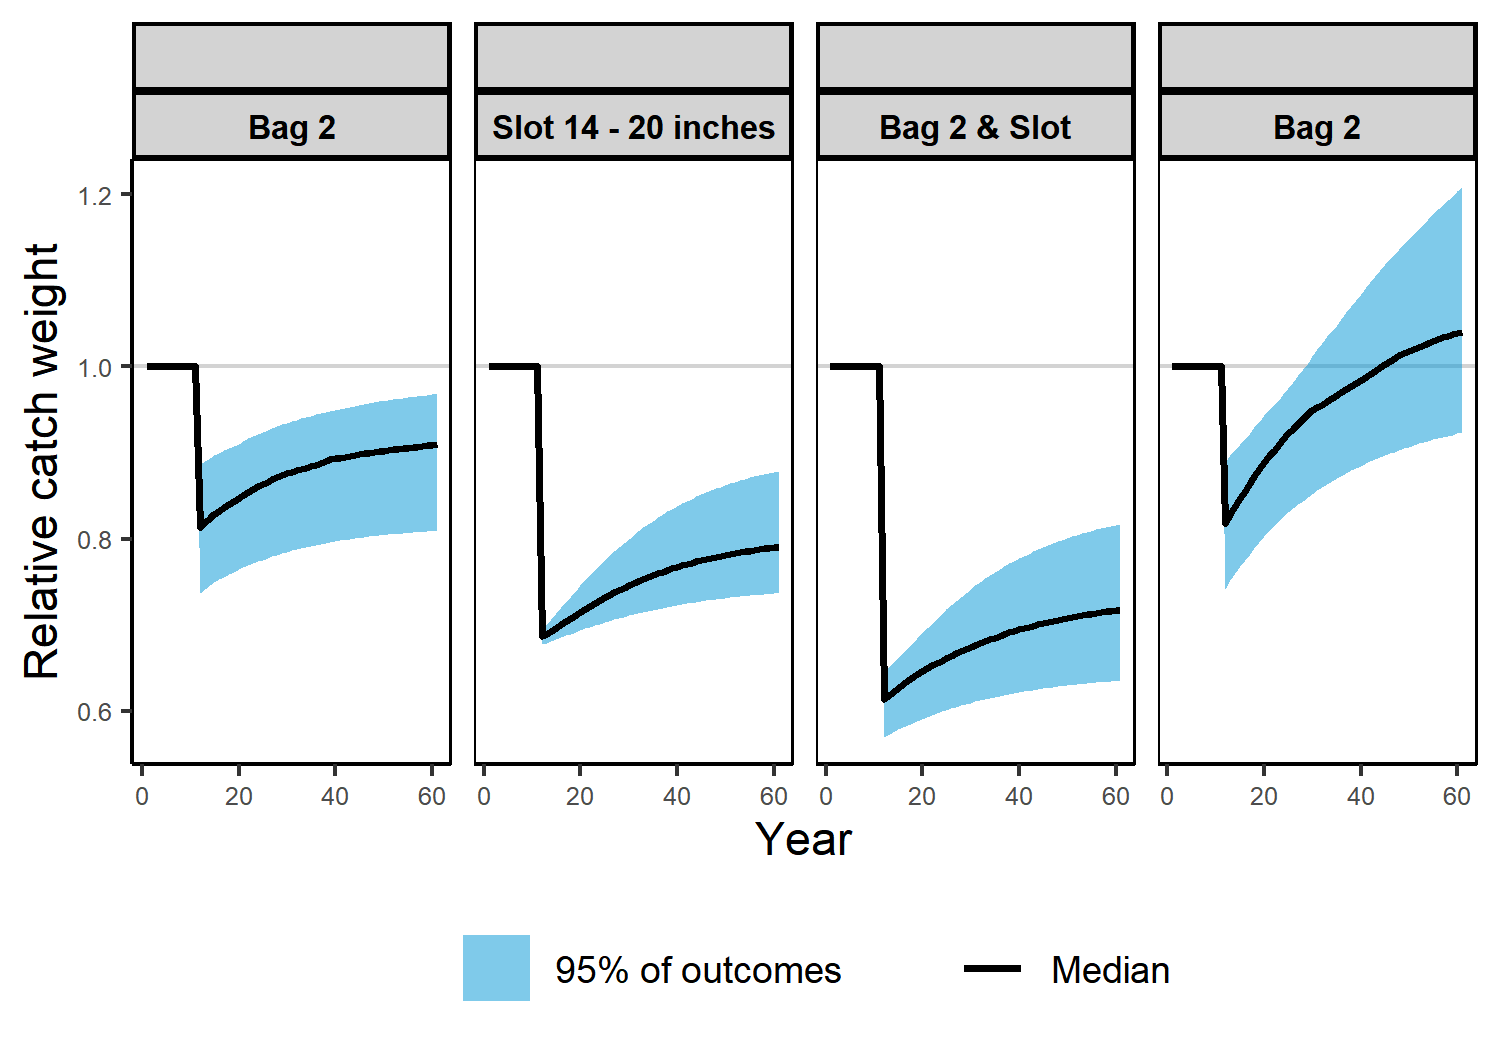 Bag 2
Slot 14 - 20 inches
Bag 2 & Slot
Bag 2
Relative catch weight
1.2
1.0
0.8
0.6
0 20 40 60
0 20 40 60
0 20 40 60
0 20 40 60
Year
95% of outcomes
Median